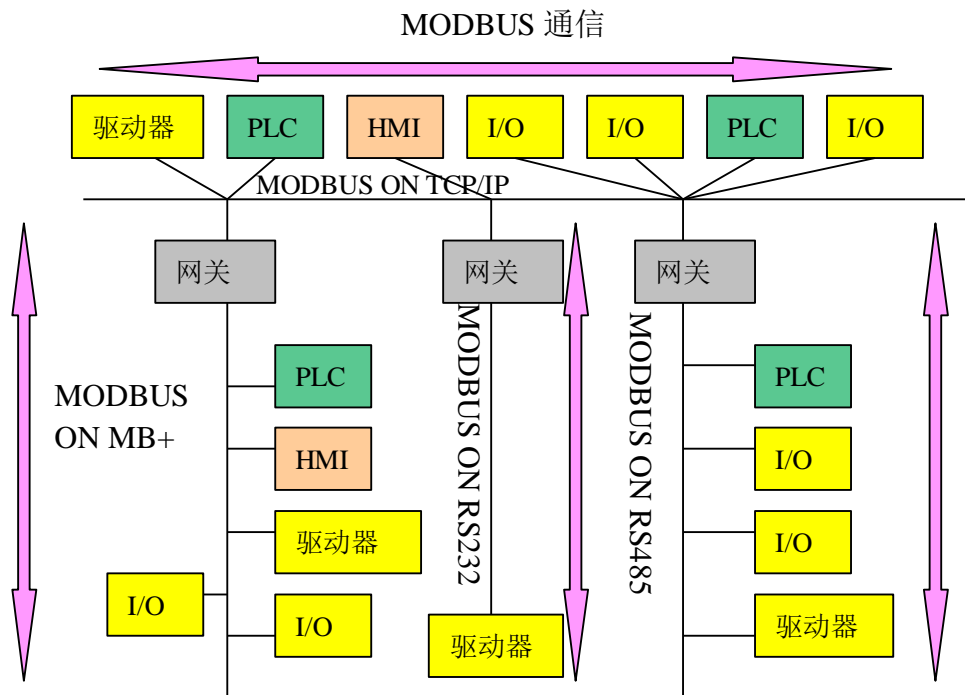 MODBUS 通信
驱动器
PLC
HMI
I/O
I/O
PLC
I/O
MODBUS ON TCP/IP
网关
网关
网关
MODBUS
ON MB+
PLC
HMI
驱动器
I/O
I/O
MODBUS ON RS232
驱动器
MODBUS ON RS485
PLC
I/O
I/O
驱动器